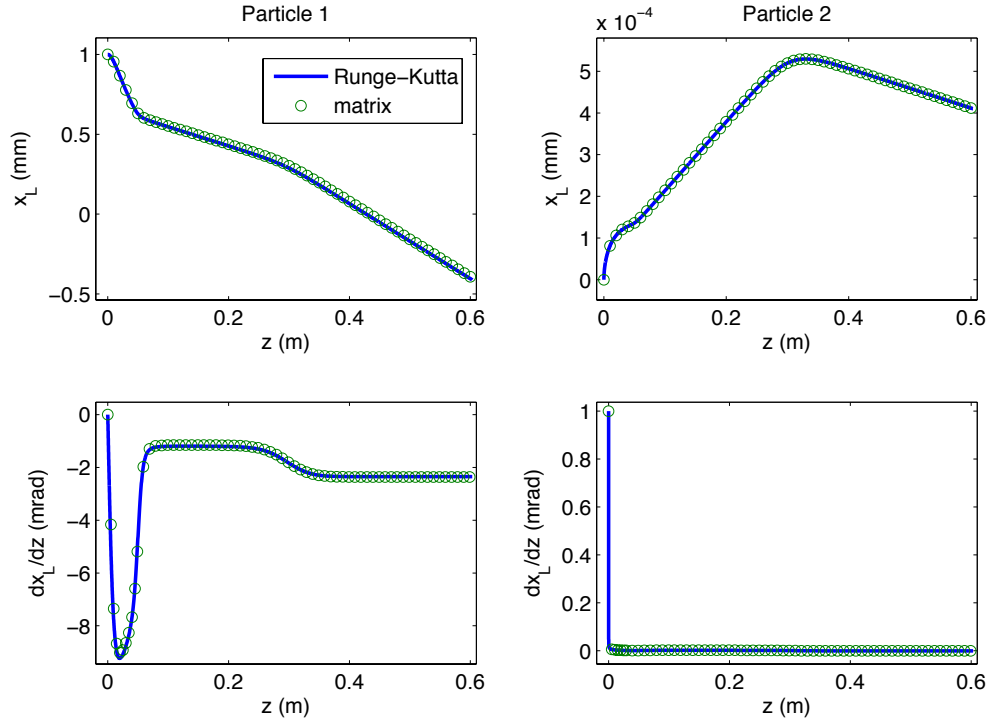 Particle 1
Particle 2
x 10⁻⁴
1
0.5
0
−0.5
x_L (mm)
Runge−Kutta
matrix
0
0.2
0.4
0.6
z (m)
5
4
3
2
1
0
x_L (mm)
0
0.2
0.4
0.6
z (m)
0
−2
−4
−6
−8
dx_L/dz (mrad)
0
0.2
0.4
0.6
z (m)
1
0.8
0.6
0.4
0.2
0
dx_L/dz (mrad)
0
0.2
0.4
0.6
z (m)